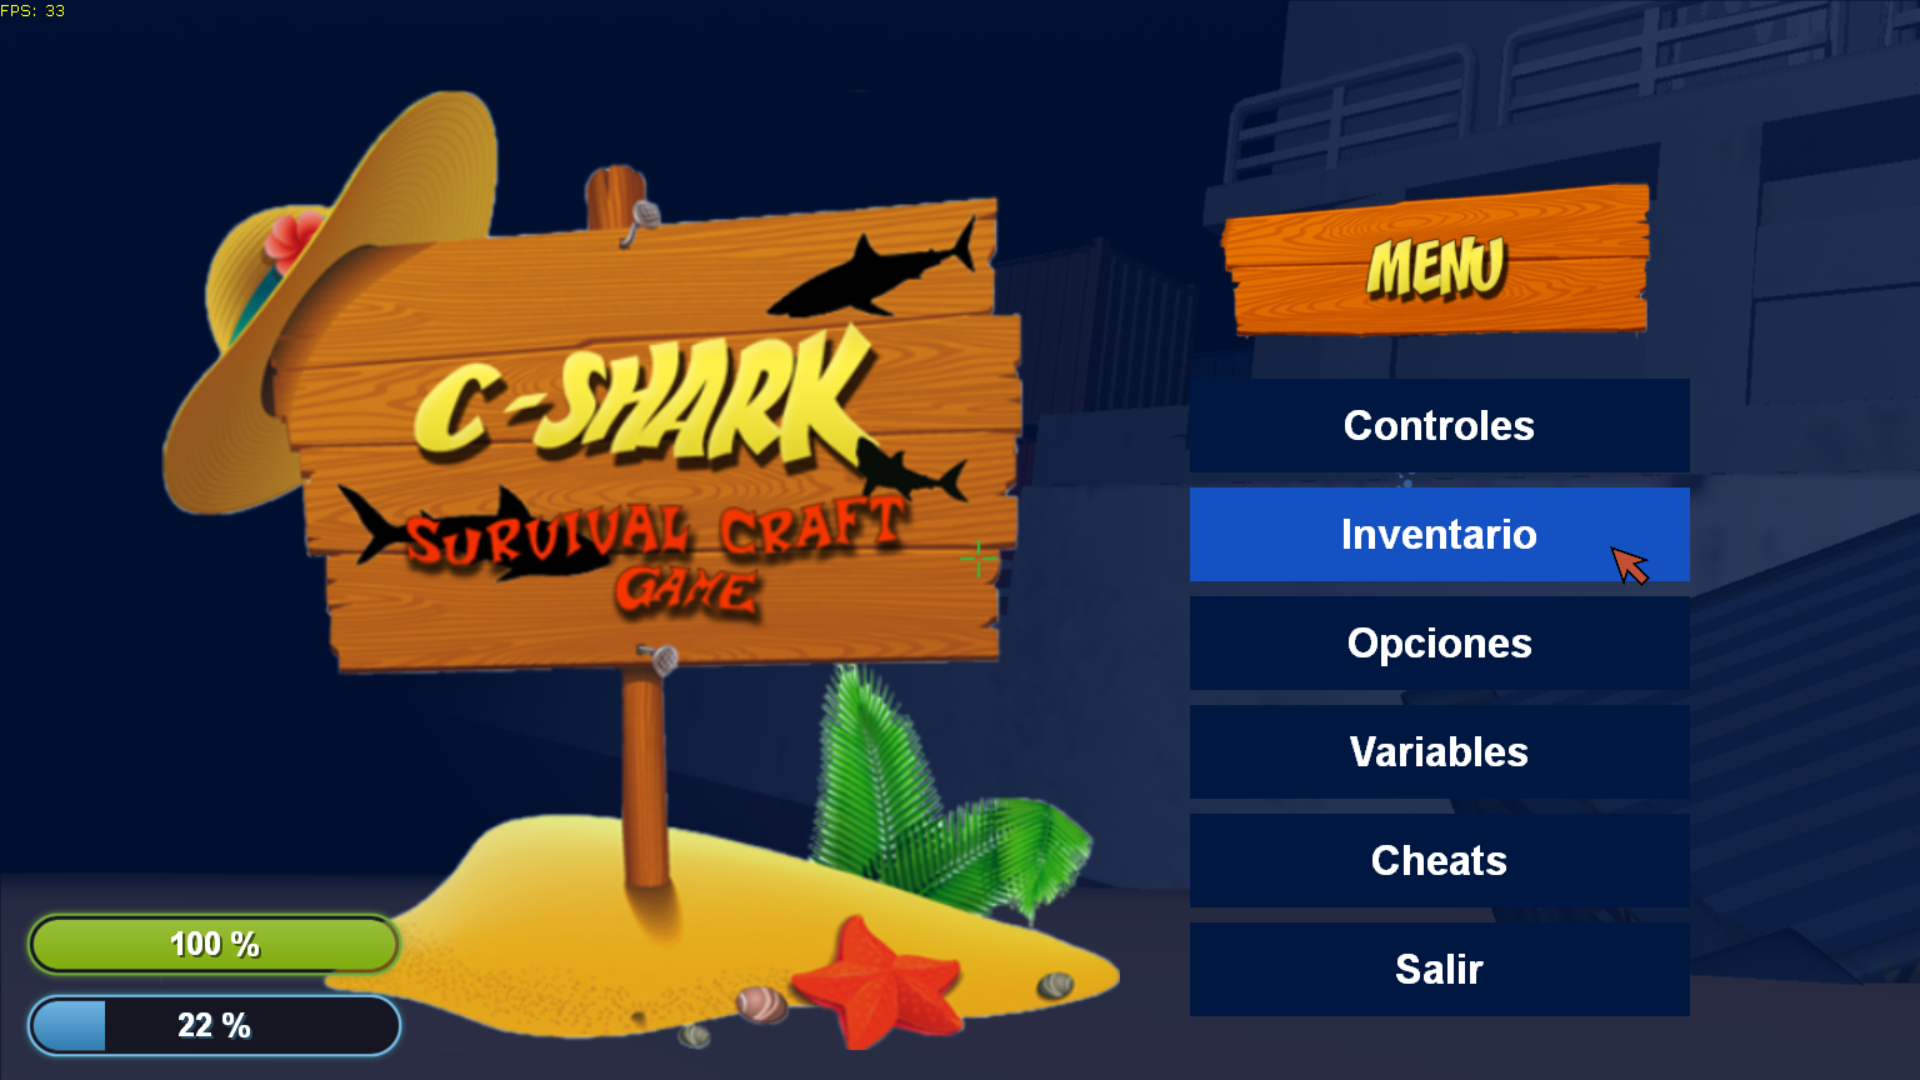 FPS: 33
C-SHARK
SURVIVAL CRAFT
GAME
MENU
Controles
Inventario
Opciones
Variables
Cheats
Salir
100 %
22 %